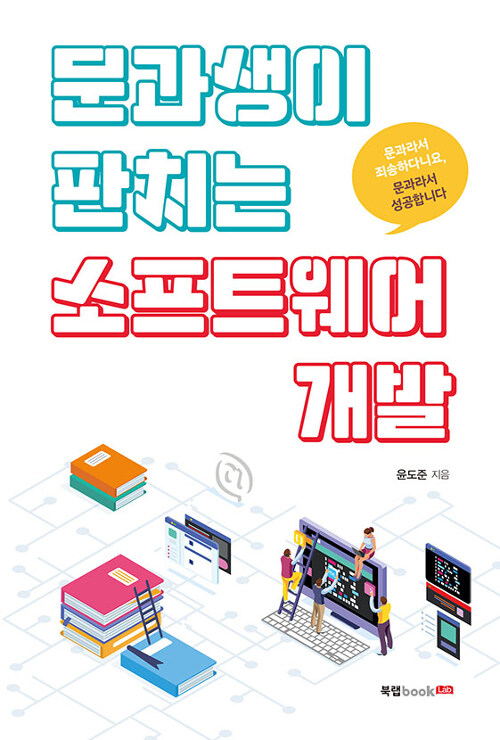 문과생이
판치는
문과라서
죄송하다니요,
문과라서
성공합니다
소프트웨어
개발
윤도준 지음
북랩book Lab